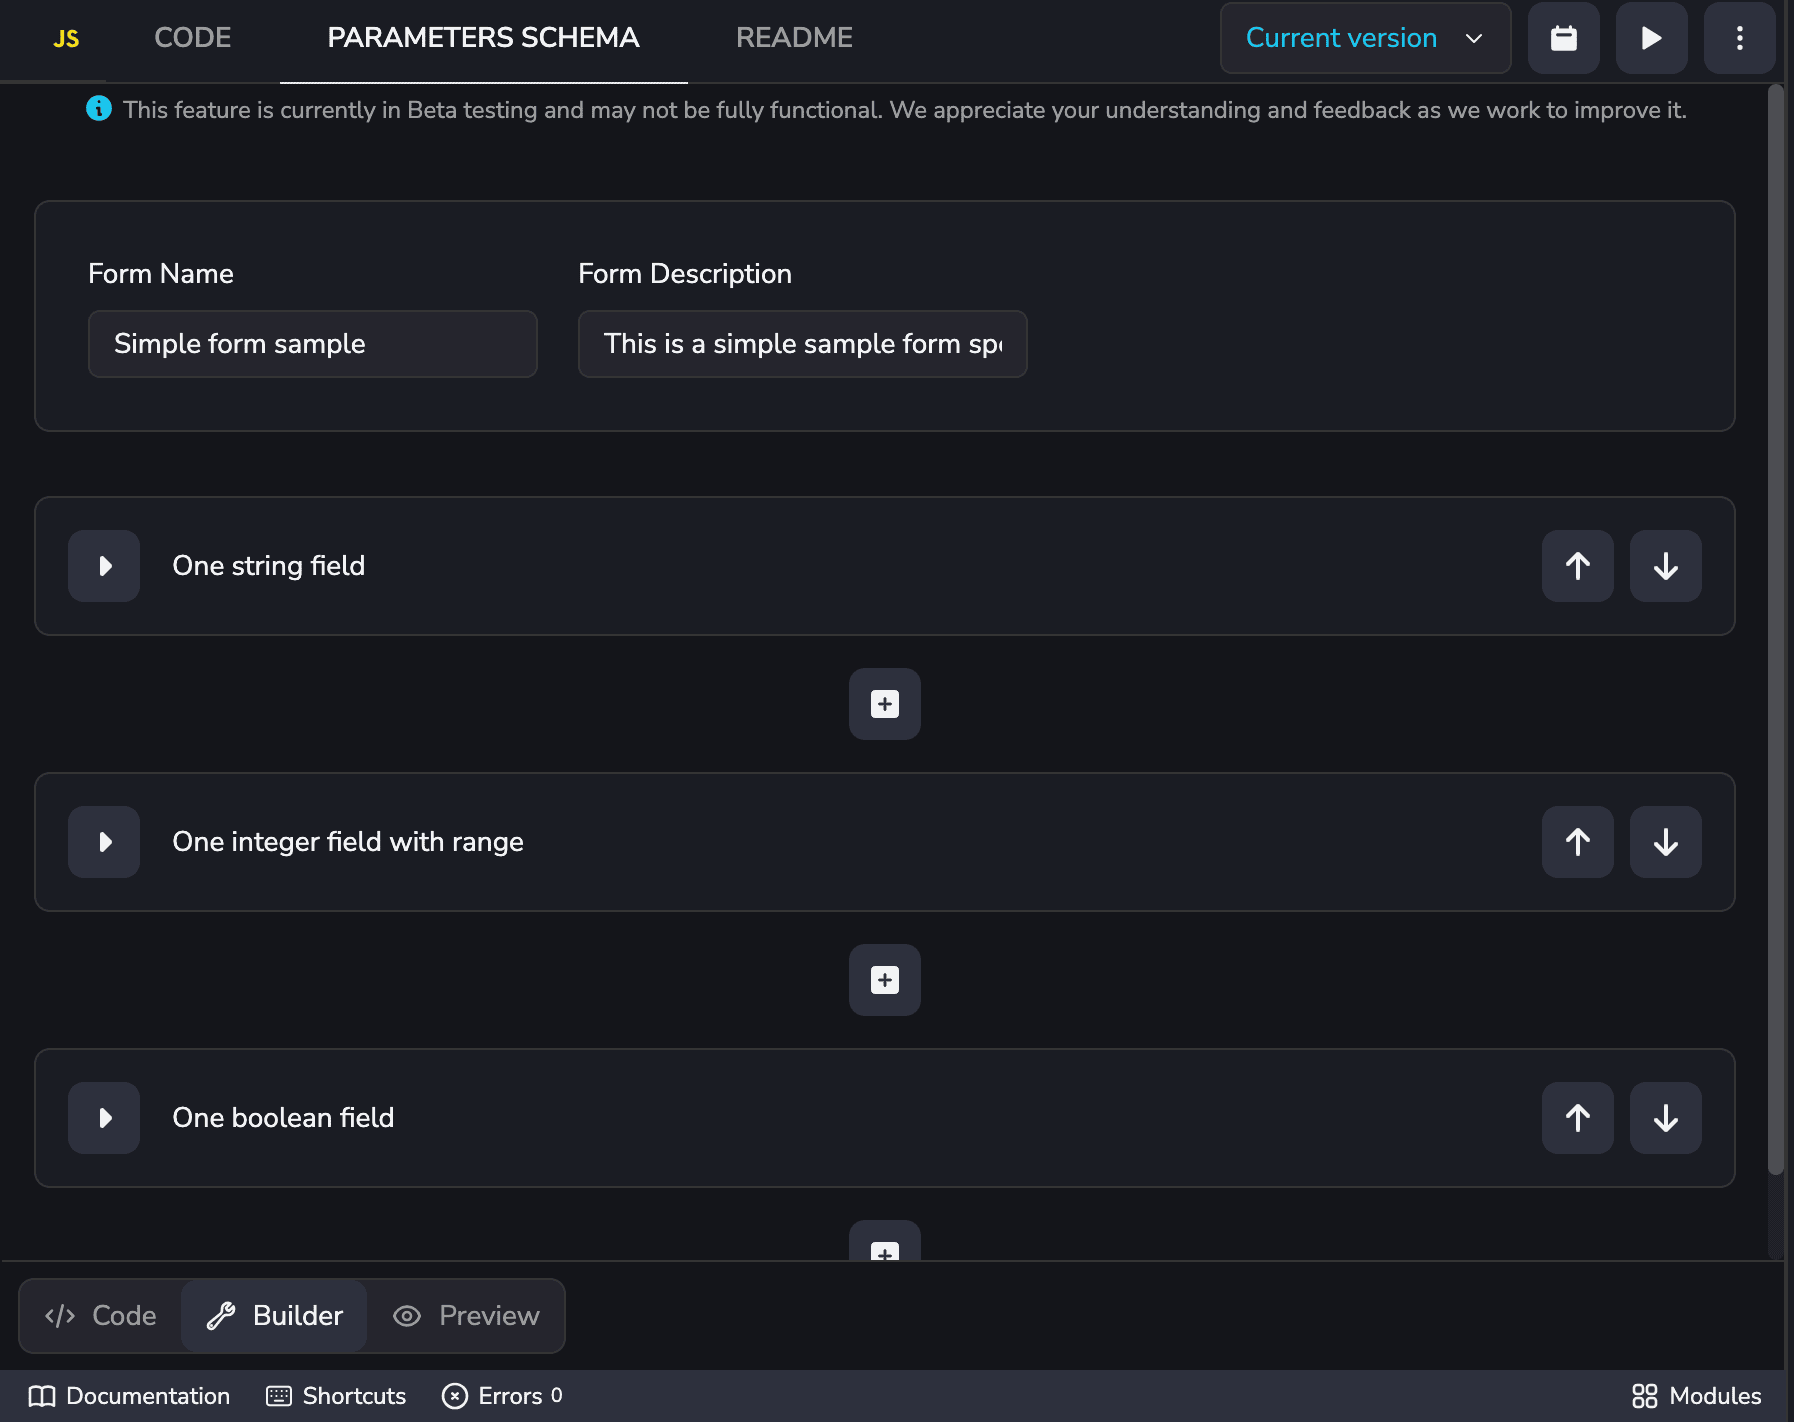 JS CODE PARAMETERS SCHEMA README Current version
This feature is currently in Beta testing and may not be fully functional. We appreciate your understanding and feedback as we work to improve it.
Form Name Form Description
Simple form sample This is a simple sample form
One string field
One integer field with range
One boolean field
Code Builder Preview
Documentation Shortcuts Errors 0 Modules